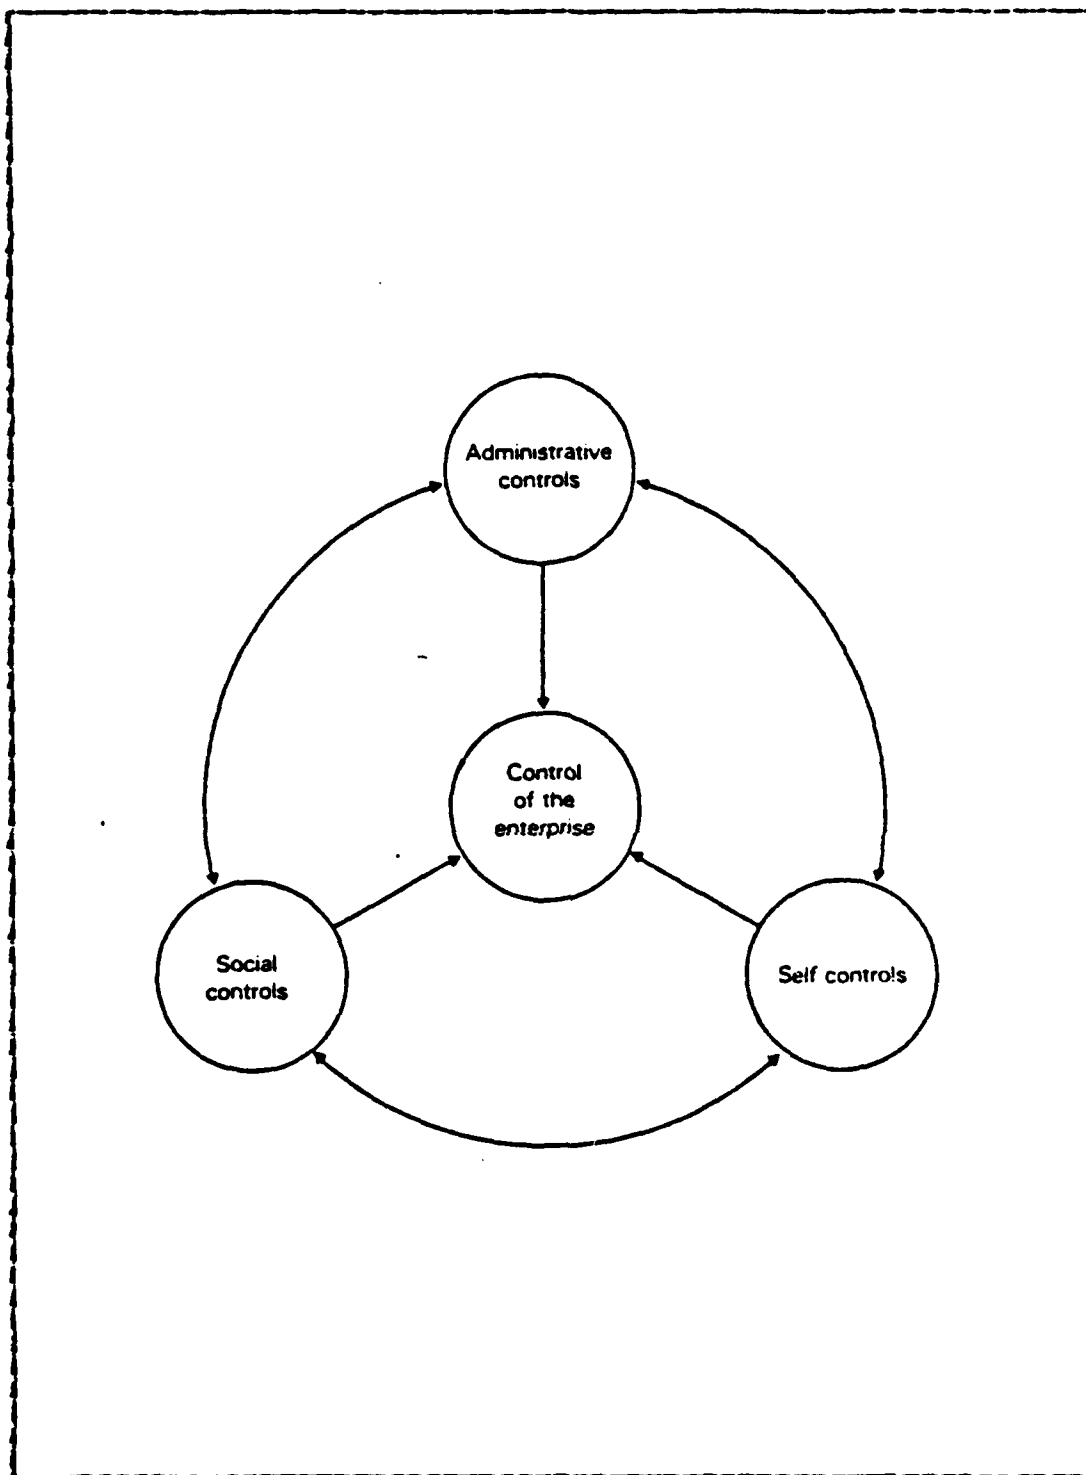 Administrative
controls
Control
of the
enterprise
Social
controls
Self controls